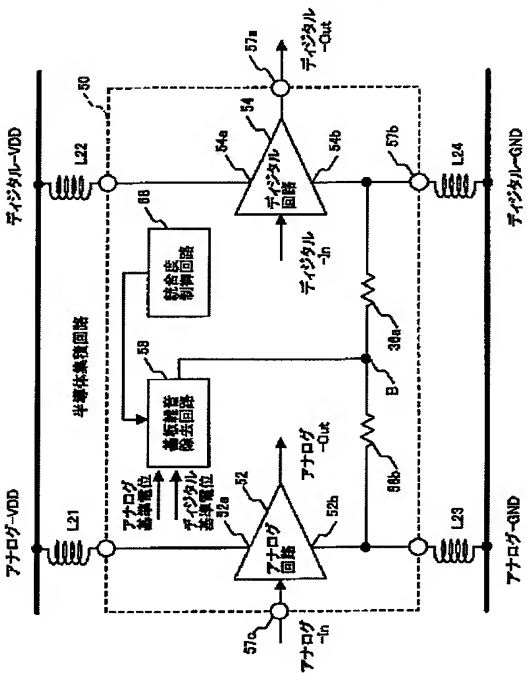 アナログ-VDD
ディジタル-VDD
L21
半導体集積回路
L22
50
58
68
アナログ
基準電位
ディジタル
基準電位
基板雑音
除去回路
統合度
制御回路
57c
アナログ
-In
52a
52
アナログ
回路
52b
アナログ
-Out
ディジタル
-In
54a
54
ディジタル
回路
54b
57a
ディジタル
-Out
58b
B
36a
57b
L23
L24
アナログ-GND
ディジタル-GND